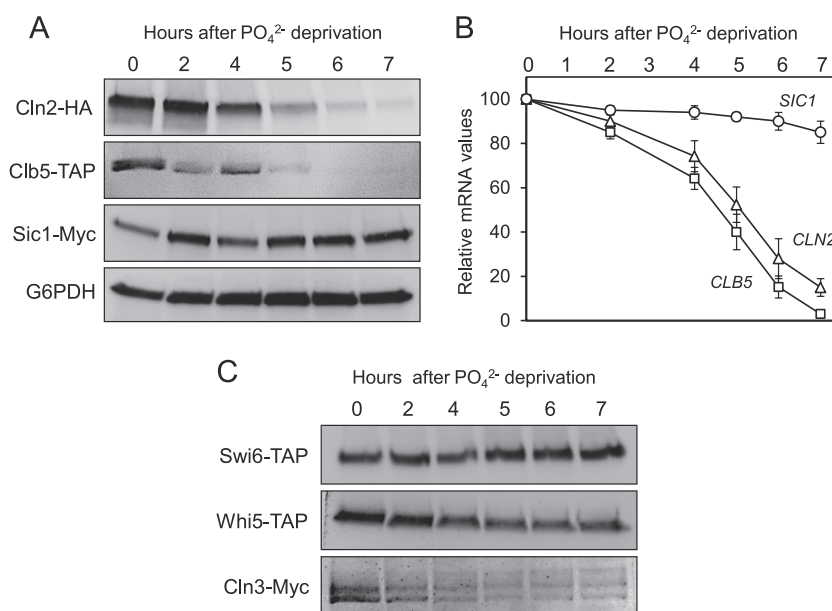 A
Hours after PO₄²⁻ deprivation
0 2 4 5 6 7
Cln2-HA
Clb5-TAP
Sic1-Myc
G6PDH
B
Hours after PO₄²⁻ deprivation
0 1 2 3 4 5 6 7
Relative mRNA values
100
80
60
40
20
0
SIC1
CLN2
CLB5
C
Hours after PO₄²⁻ deprivation
0 2 4 5 6 7
Swi6-TAP
Whi5-TAP
Cln3-Myc